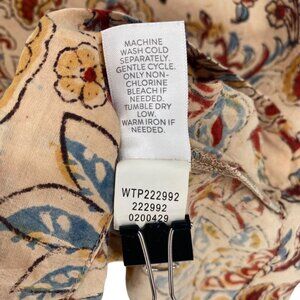 MACHINE
WASH COLD
SEPARATELY.
GENTLE CYCLE.
ONLY NON-
CHLORINE
BLEACH IF
NEEDED.
TUMBLE DRY
LOW.
WARM IRON IF
NEEDED.
WTP222992
222992
0200429